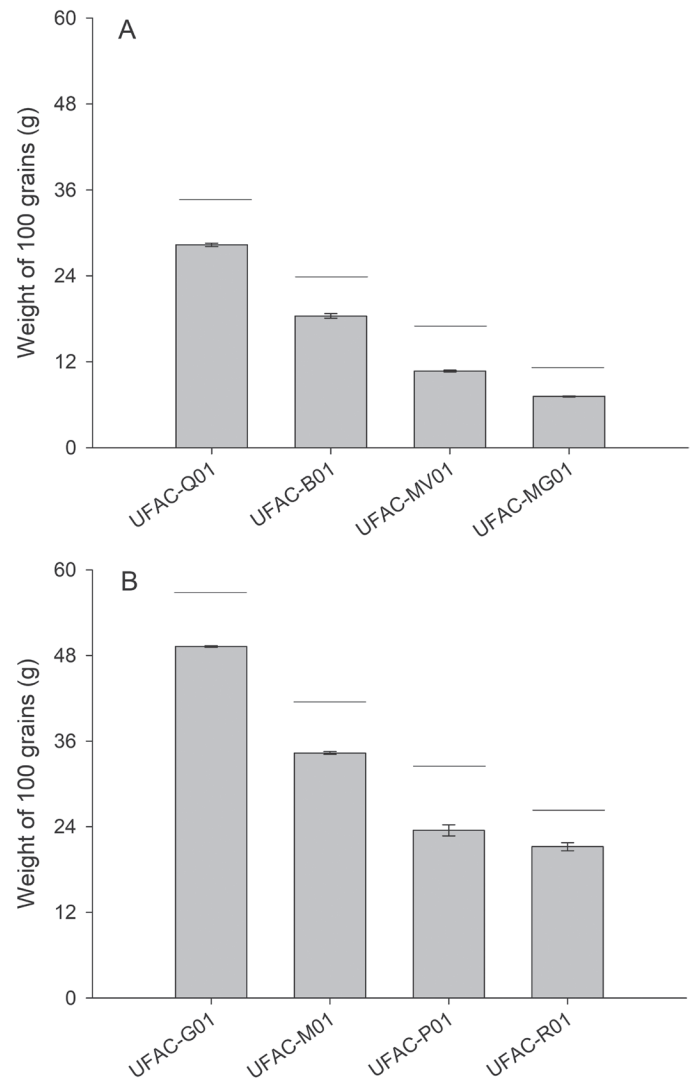 A
Weight of 100 grains (g)
60
48
36
24
12
0
UFAC-Q01
UFAC-B01
UFAC-MV01
UFAC-MG01
B
Weight of 100 grains (g)
60
48
36
24
12
0
UFAC-G01
UFAC-M01
UFAC-P01
UFAC-R01